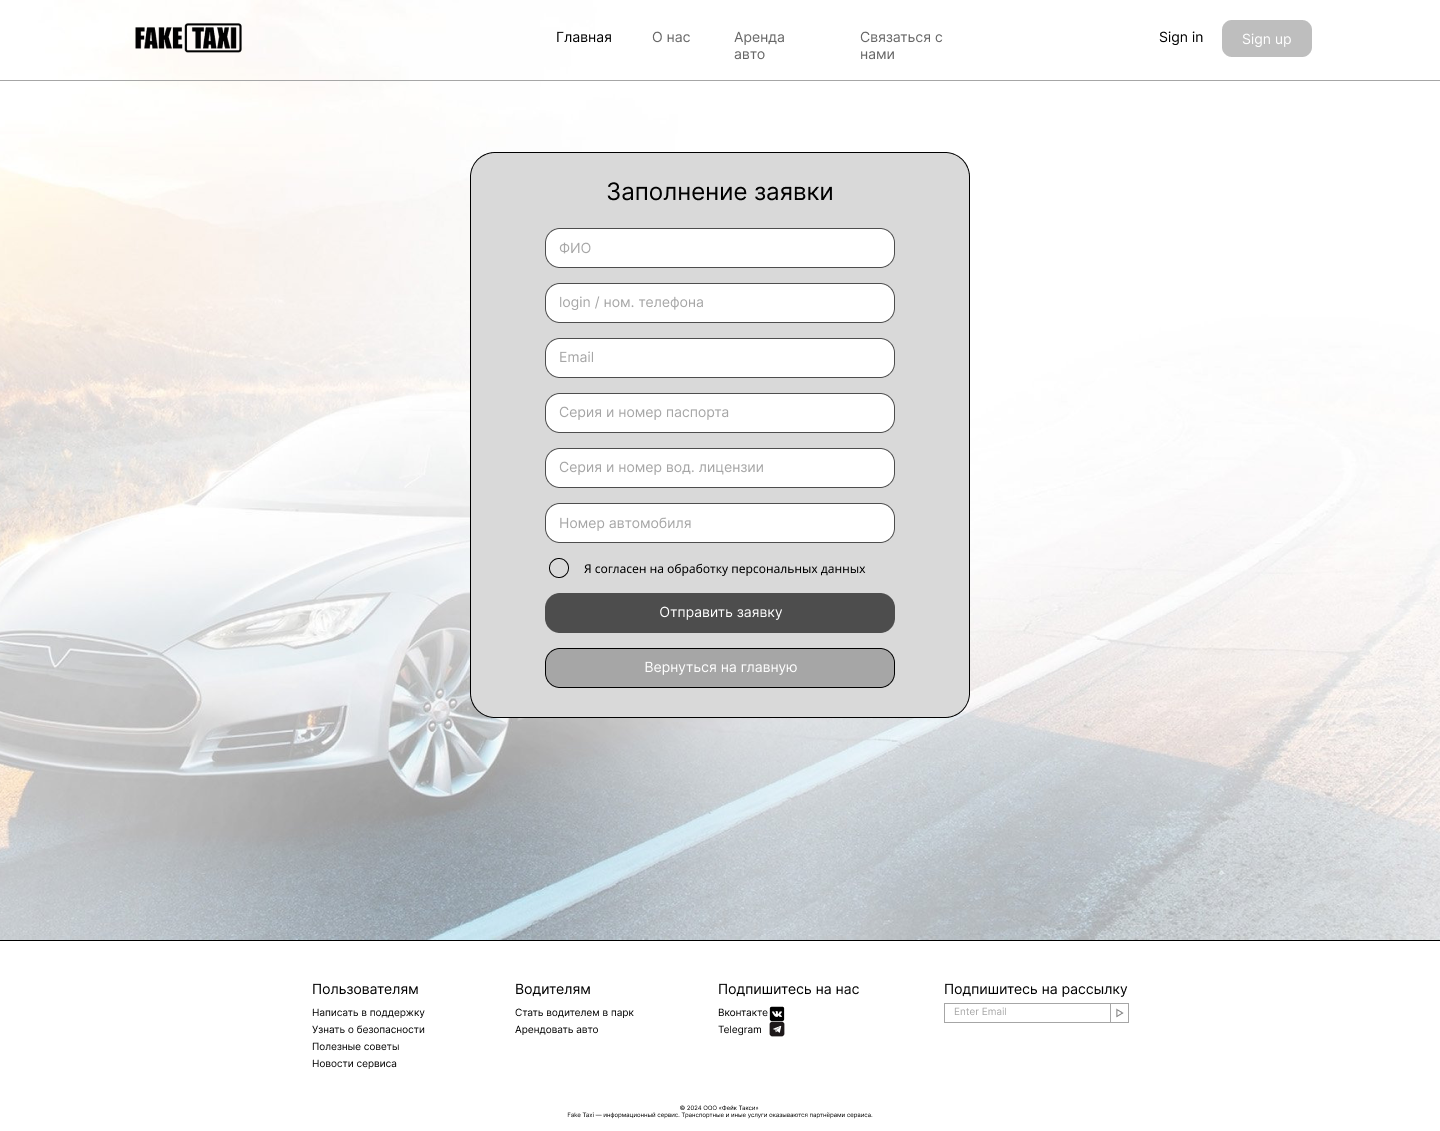 FAKE TAXI
Главная
О нас
Аренда
авто
Связаться с
нами
Sign in
Sign up
Заполнение заявки
ФИО
login / ном. телефона
Email
Серия и номер паспорта
Серия и номер вод. лицензии
Номер автомобиля
Я согласен на обработку персональных данных
Отправить заявку
Вернуться на главную
Пользователям
Написать в поддержку
Узнать о безопасности
Полезные советы
Новости сервиса
Водителям
Стать водителем в парк
Арендовать авто
Подпишитесь на нас
Вконтакте
Telegram
Подпишитесь на рассылку
Enter Email
© 2024 ООО «Фейк Такси»
Fake Taxi — информационный сервис. Транспортные и иные услуги оказываются партнёрами сервиса.